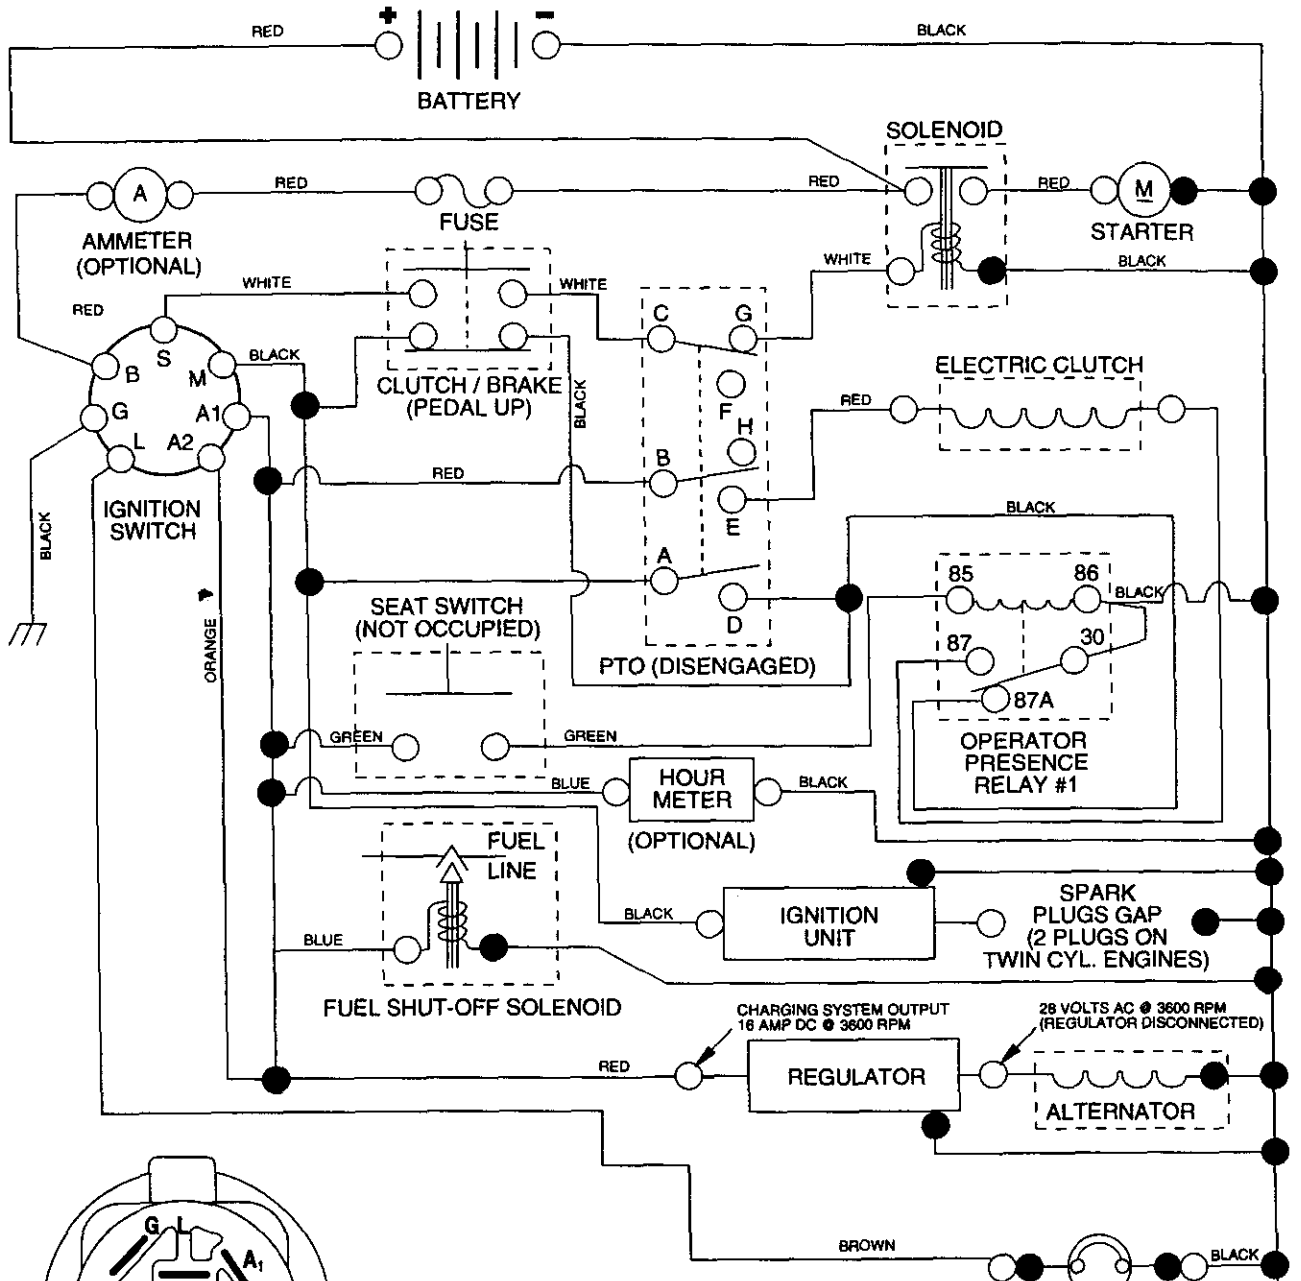 + -
RED
BLACK
BATTERY
SOLENOID
A
RED
FUSE
RED
RED
M
STARTER
AMMETER
(OPTIONAL)
WHITE
WHITE
WHITE
BLACK
RED
S
B
M
BLACK
G
A1
L
A2
IGNITION
SWITCH
CLUTCH / BRAKE
(PEDAL UP)
BLACK
C
G
F
H
B
E
A
D
PTO (DISENGAGED)
ELECTRIC CLUTCH
RED
RED
BLACK
BLACK
ORANGE
SEAT SWITCH
(NOT OCCUPIED)
85
86
BLACK
87
30
87A
OPERATOR
PRESENCE
RELAY #1
GREEN
GREEN
BLUE
HOUR
METER
BLACK
(OPTIONAL)
FUEL
LINE
BLUE
FUEL SHUT-OFF SOLENOID
BLACK
IGNITION
UNIT
SPARK
PLUGS GAP
(2 PLUGS ON
TWIN CYL. ENGINES)
CHARGING SYSTEM OUTPUT
16 AMP DC @ 3600 RPM
28 VOLTS AC @ 3600 RPM
(REGULATOR DISCONNECTED)
RED
REGULATOR
ALTERNATOR
G L
A1
BROWN
BLACK